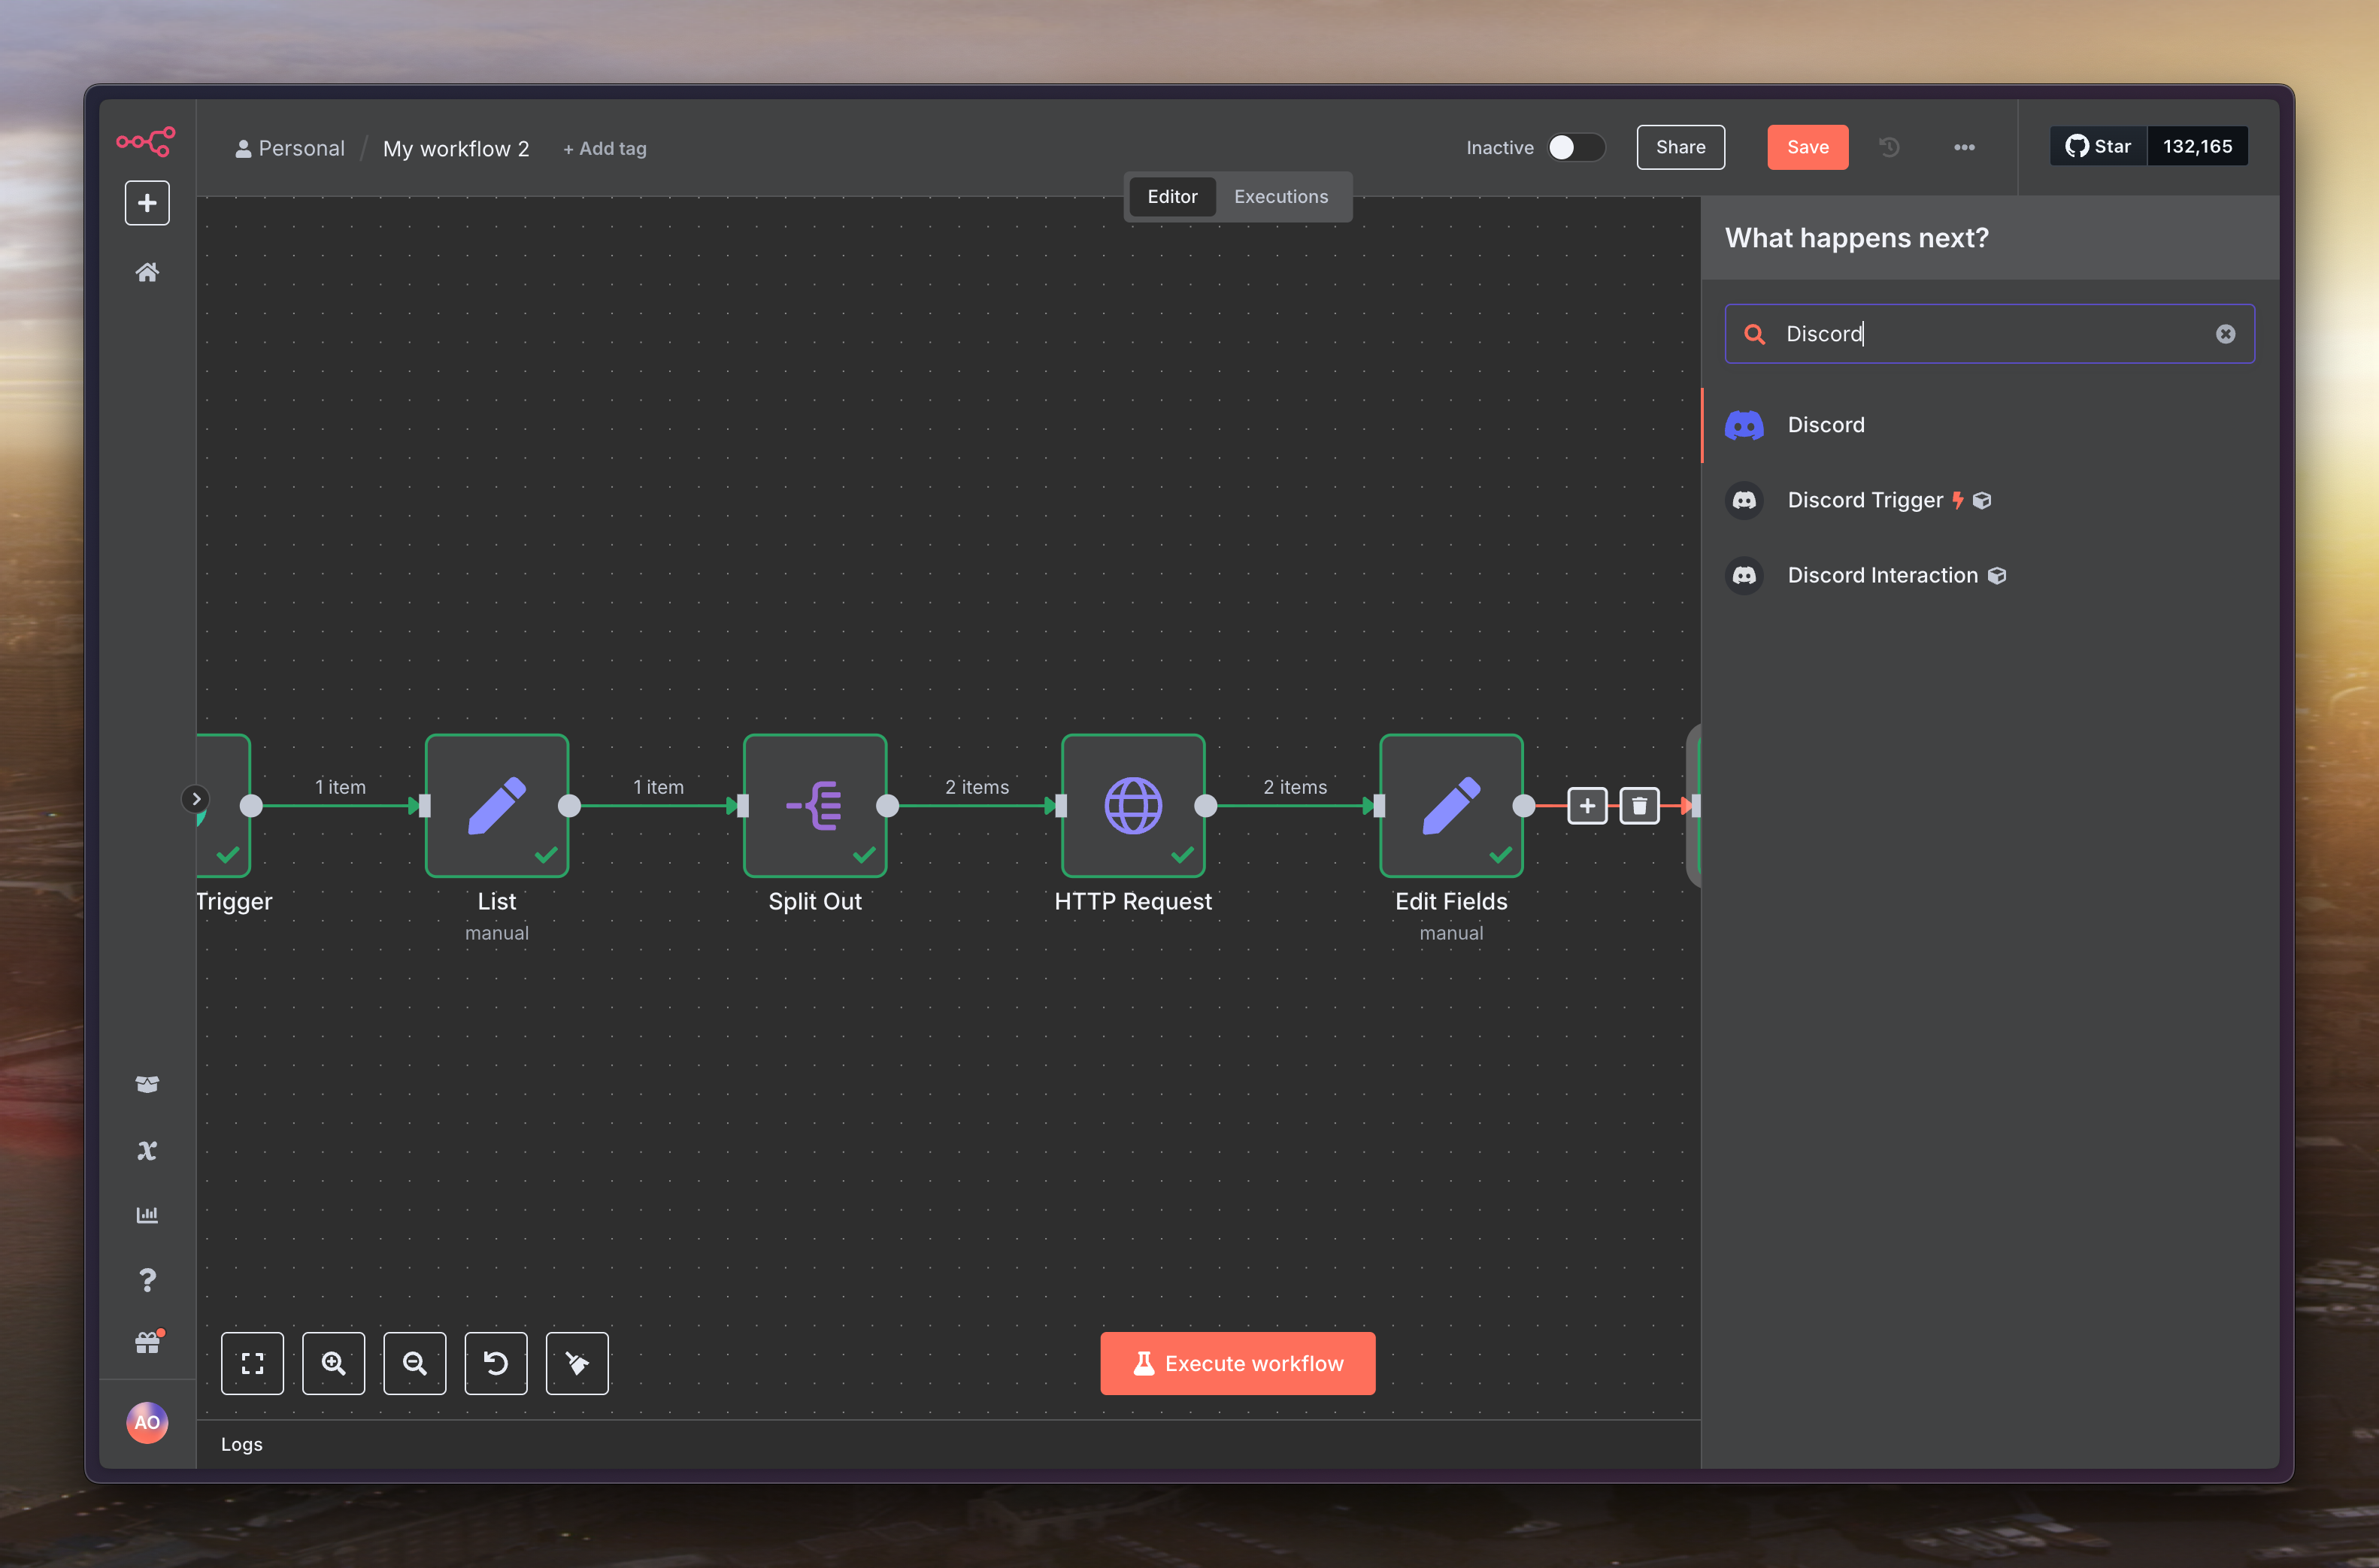 Personal / My workflow 2 + Add tag
Inactive
Share
Save
Star 132,165
Editor Executions
What happens next?
Discord
Discord
Discord Trigger
Discord Interaction
1 item
1 item
2 items
2 items
Trigger
List
manual
Split Out
HTTP Request
Edit Fields
manual
Execute workflow
AO
Logs